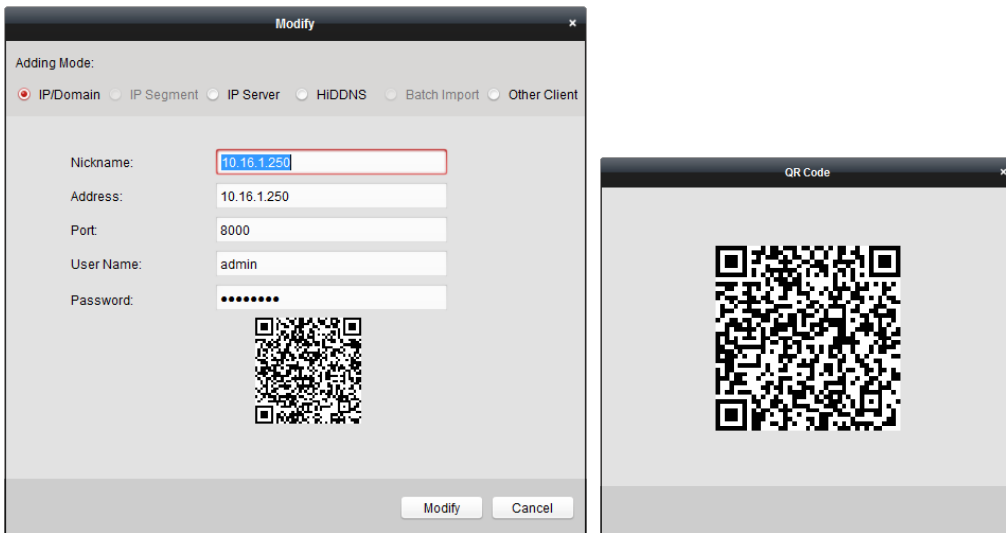 Modify ×
Adding Mode:
IP/Domain IP Segment IP Server HiDDNS Batch Import Other Client
Nickname: 10.16.1.250
Address: 10.16.1.250
Port: 8000
User Name: admin
Password: ●●●●●●●●
Modify Cancel
QR Code ×